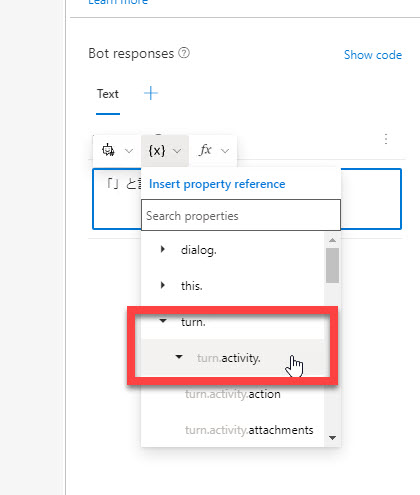 Learn more
Bot responses
Show code
Text
{x}
fx
「」と
Insert property reference
Search properties
dialog.
this.
turn.
turn.activity.
turn.activity.action
turn.activity.attachments